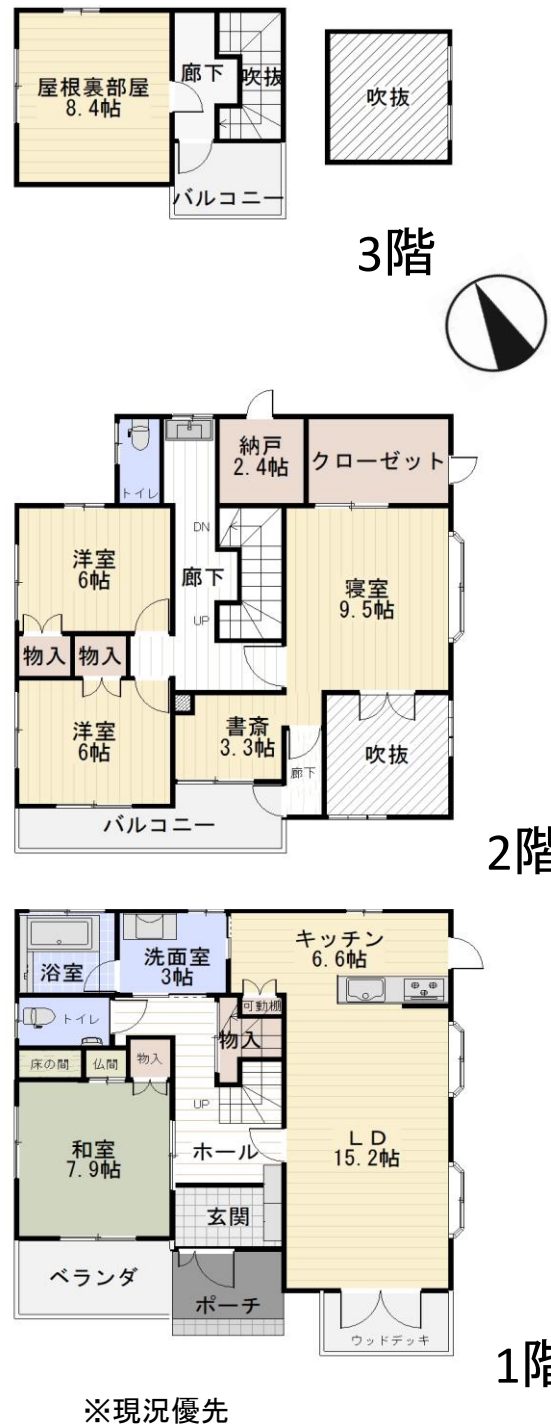 屋根裏部屋
8.4帖
廊下
吹抜
バルコニー
吹抜
3階
トイレ
納戸
2.4帖
クローゼット
DN
洋室
6帖
廊下
UP
寝室
9.5帖
物入
物入
洋室
6帖
書斎
3.3帖
廊下
吹抜
バルコニー
2階
浴室
洗面室
3帖
キッチン
6.6帖
トイレ
可動棚
物入
床の間
仏間
物入
UP
和室
7.9帖
ホール
LD
15.2帖
玄関
ベランダ
ポーチ
ウッドデッキ
1階
※現況優先